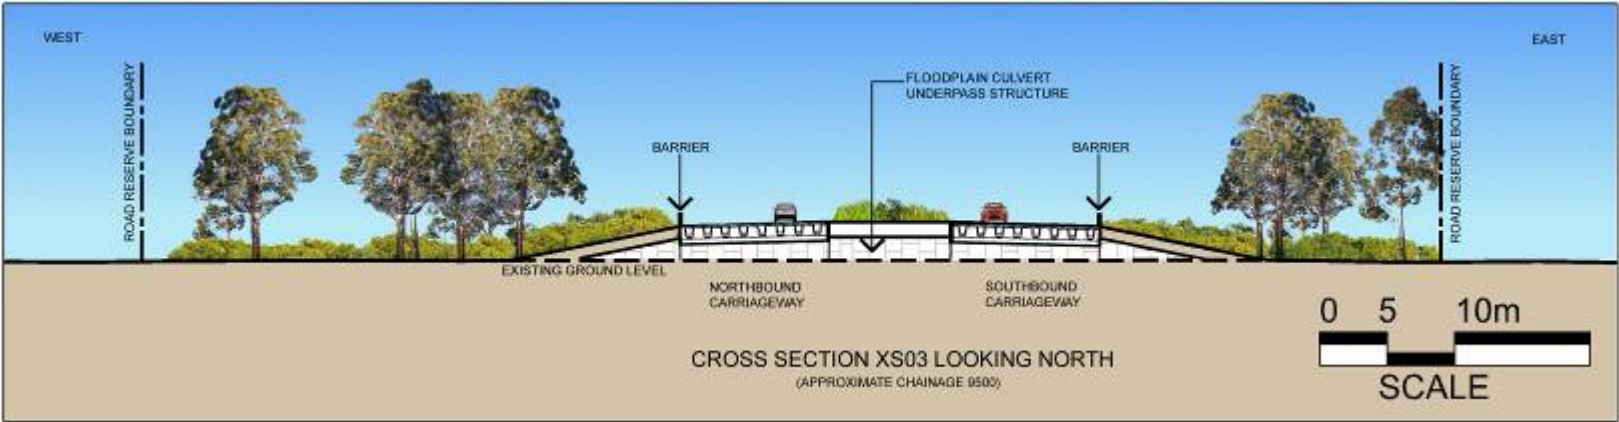 WEST
EAST
ROAD RESERVE BOUNDARY
FLOODPLAIN CULVERT
UNDERPASS STRUCTURE
ROAD RESERVE BOUNDARY
BARRIER
BARRIER
EXISTING GROUND LEVEL
NORTHBOUND
CARRIAGEWAY
SOUTHBOUND
CARRIAGEWAY
0 5 10m
SCALE
CROSS SECTION XS03 LOOKING NORTH
(APPROXIMATE CHAINAGE 9500)